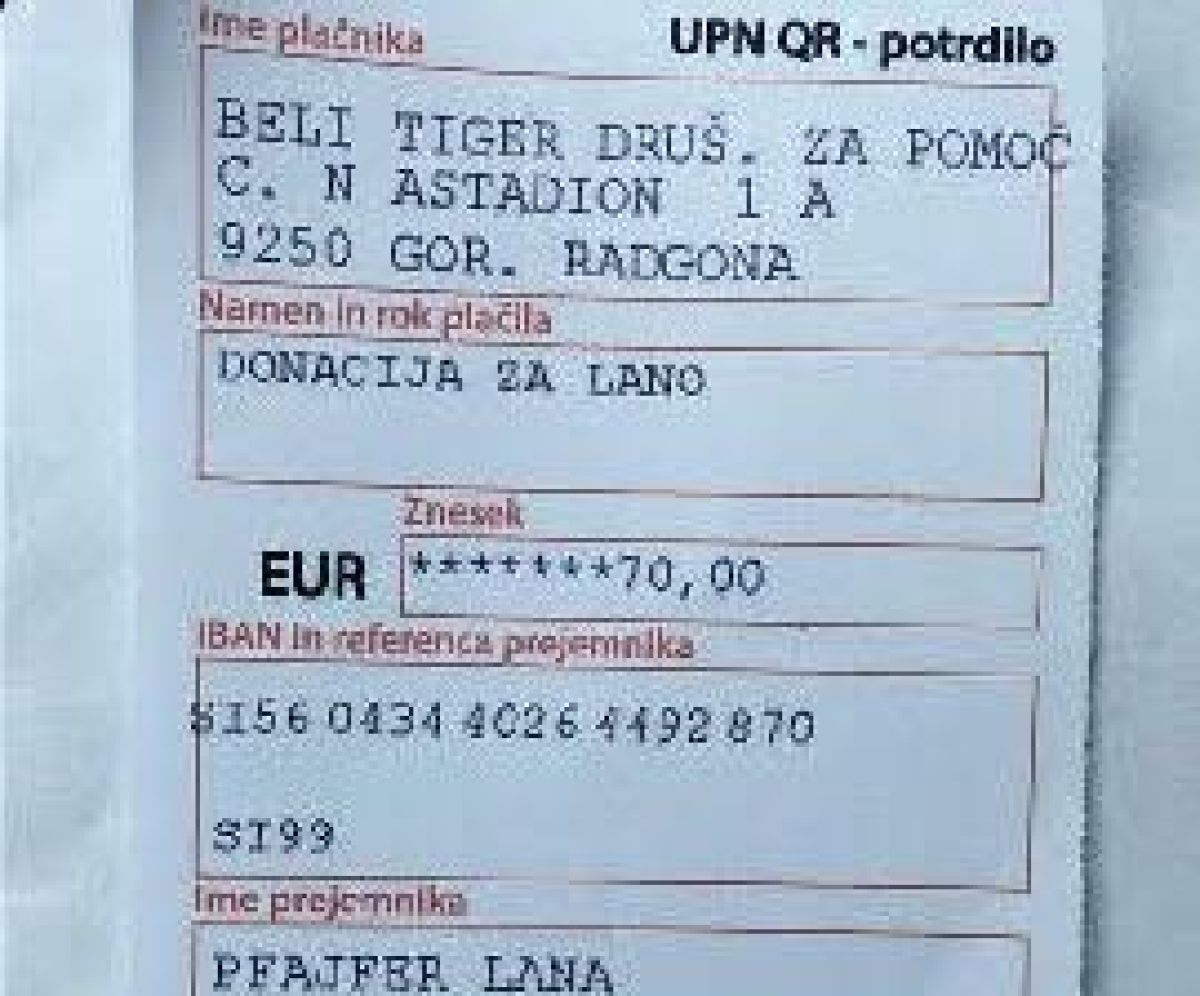 Ime plačnika
UPN QR - potrdilo
BELI TIGER DRUŠ. ZA POMOČ
C. N ASTADION 1 A
9250 GOR. RADGONA
Namen in rok plačila
DONACIJA ZA LANO
Znesek
EUR *******70,00
IBAN in referenca prejemnika
SI56 0434 4026 4492 870
SI99
Ime prejemnika
PFAJFER LANA